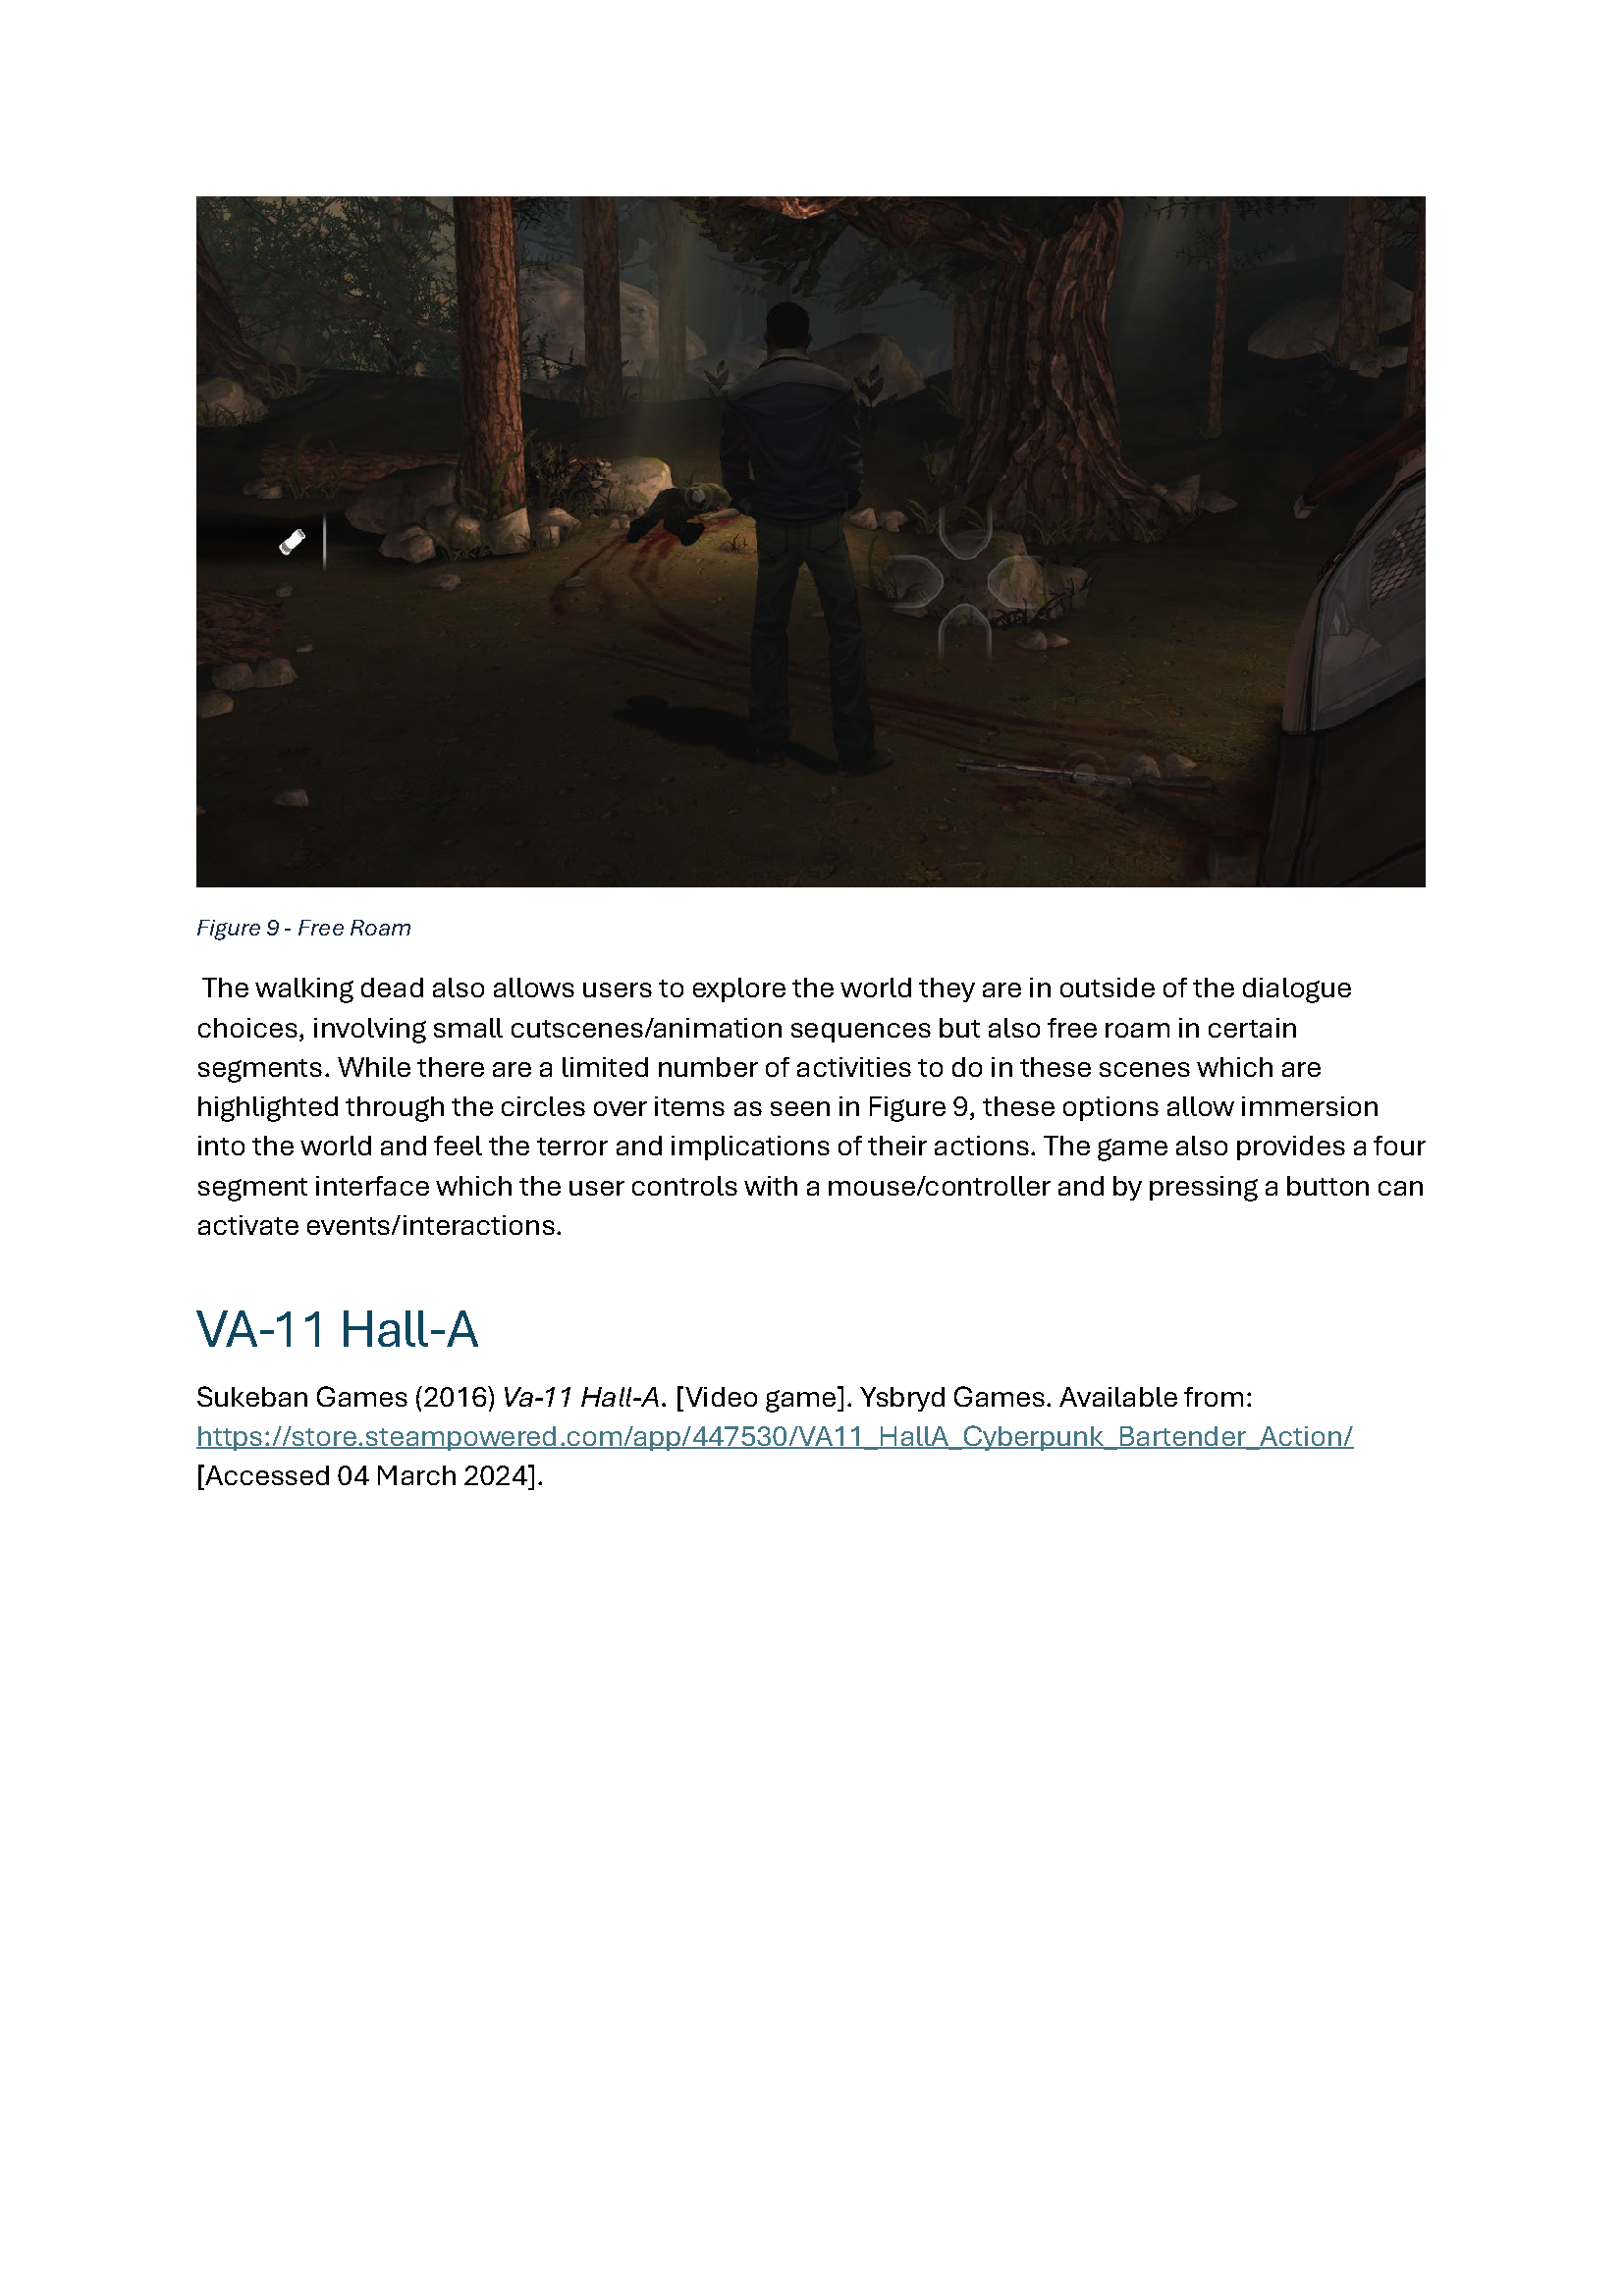 Figure 9 - Free Roam
The walking dead also allows users to explore the world they are in outside of the dialogue
choices, involving small cutscenes/animation sequences but also free roam in certain
segments. While there are a limited number of activities to do in these scenes which are
highlighted through the circles over items as seen in Figure 9, these options allow immersion
into the world and feel the terror and implications of their actions. The game also provides a four
segment interface which the user controls with a mouse/controller and by pressing a button can
activate events/interactions.
VA-11 Hall-A
Sukeban Games (2016) Va-11 Hall-A. [Video game]. Ysbryd Games. Available from:
https://store.steampowered.com/app/447530/VA11_HallA_Cyberpunk_Bartender_Action/
[Accessed 04 March 2024].